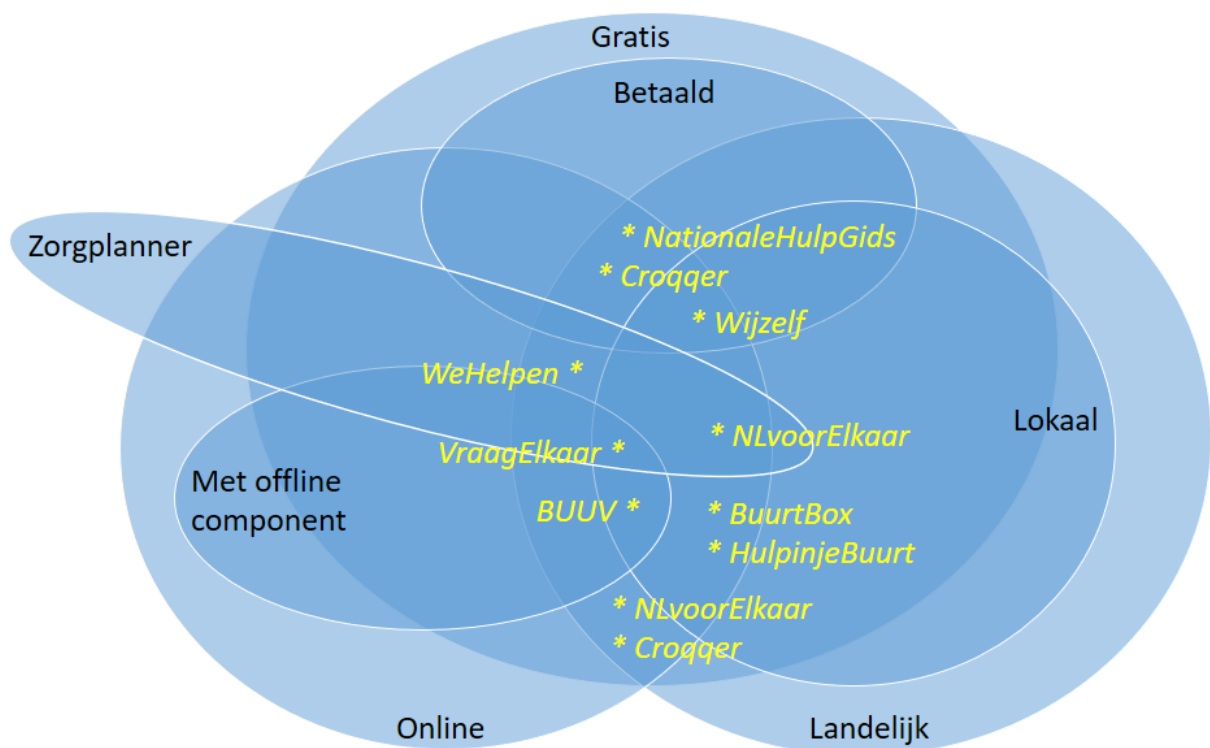 Gratis
Betaald
* NationaleHulpGids
Zorgplanner
* Croqqer
* Wijzelf
WeHelpen *
* NLvoorElkaar
Lokaal
VraagElkaar *
Met offline
component
BUUV *
* BuurtBox
* HulpinjeBuurt
* NLvoorElkaar
* Croqqer
Online
Landelijk